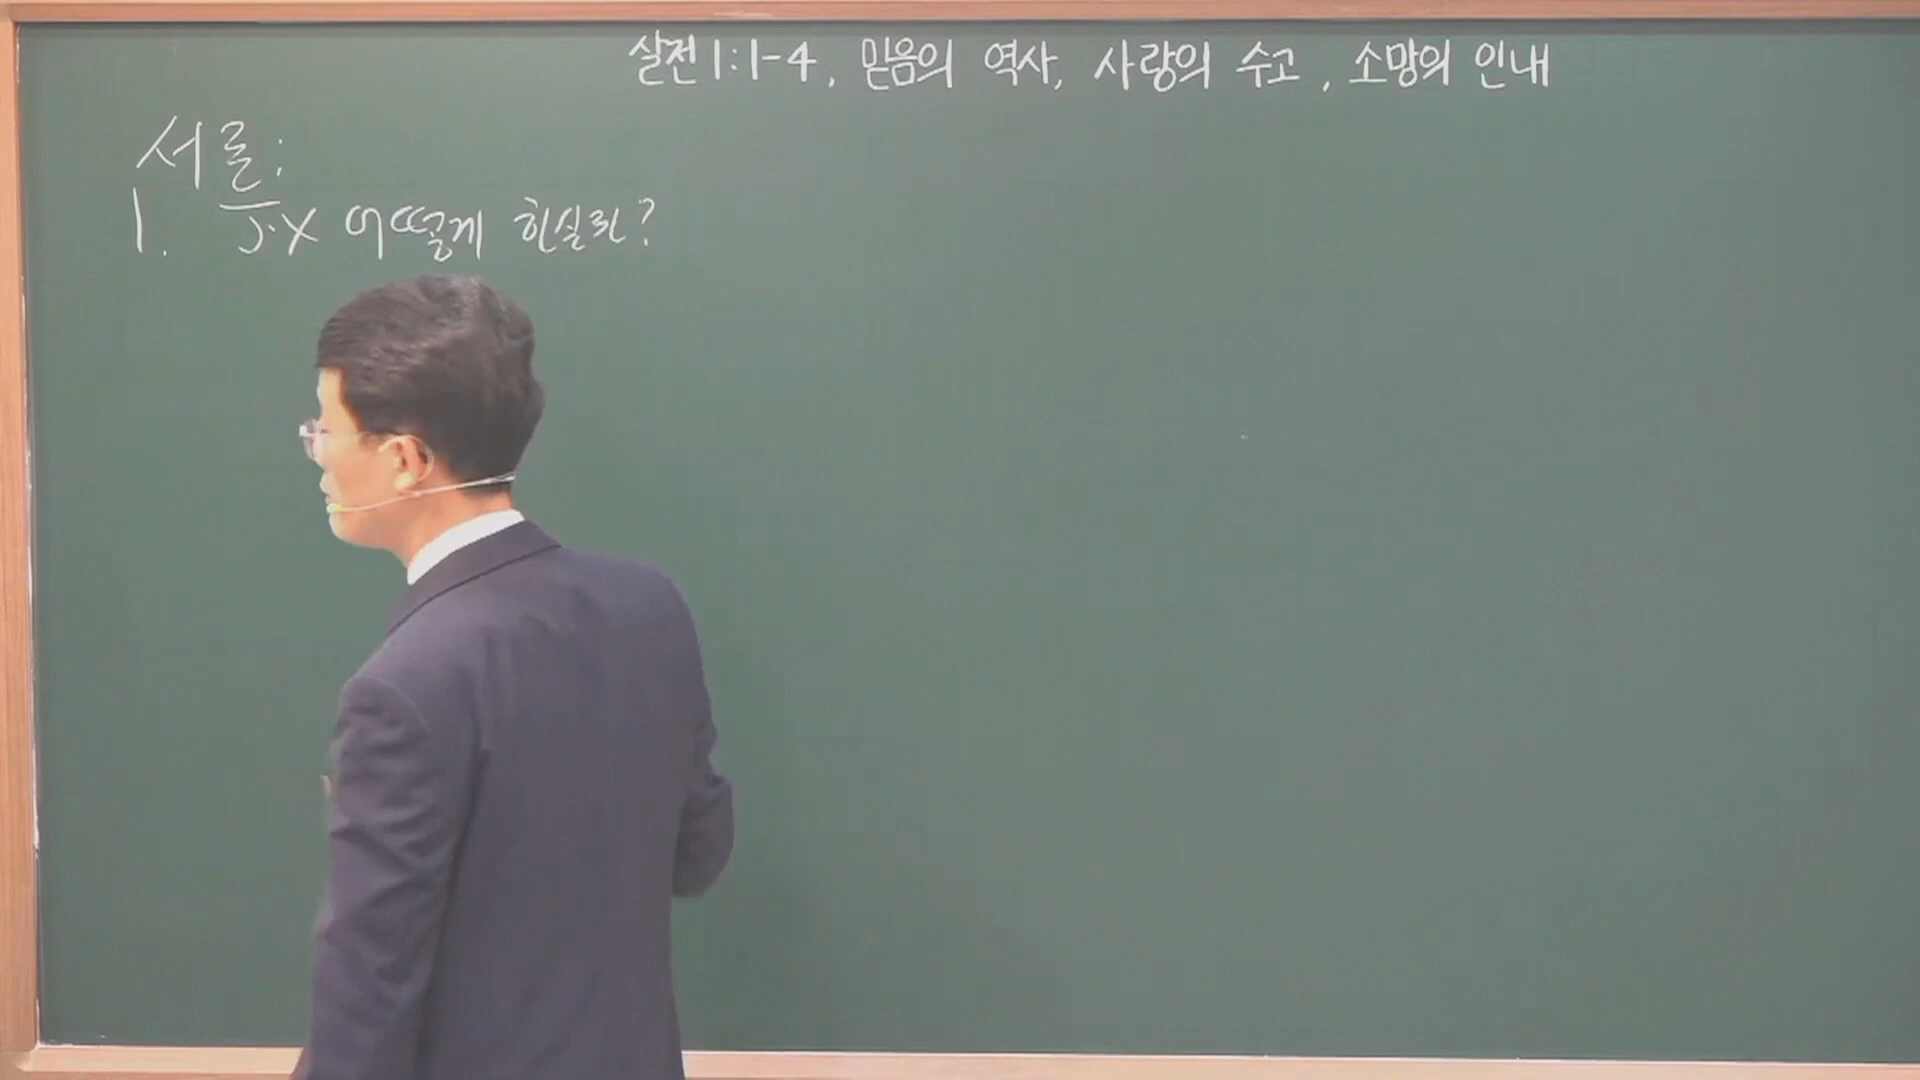 살전 1:1-4, 믿음의 역사, 사랑의 수고, 소망의 인내
서론:
1. J.X 어떻게 하실라?